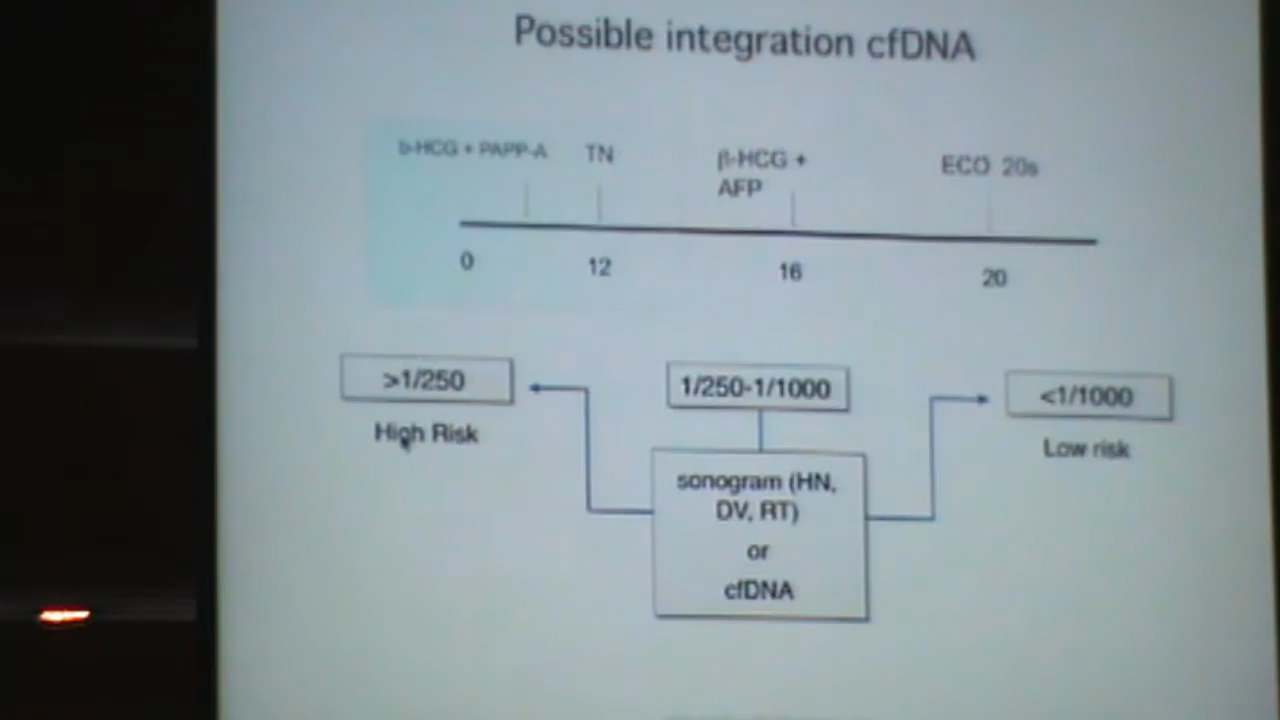 Possible integration cfDNA
b-HCG + PAPP-A
TN
β-HCG +
AFP
ECO 20s
0
12
16
20
>1/250
1/250-1/1000
<1/1000
High Risk
Low risk
sonogram (HN,
DV, RT)
or
cfDNA